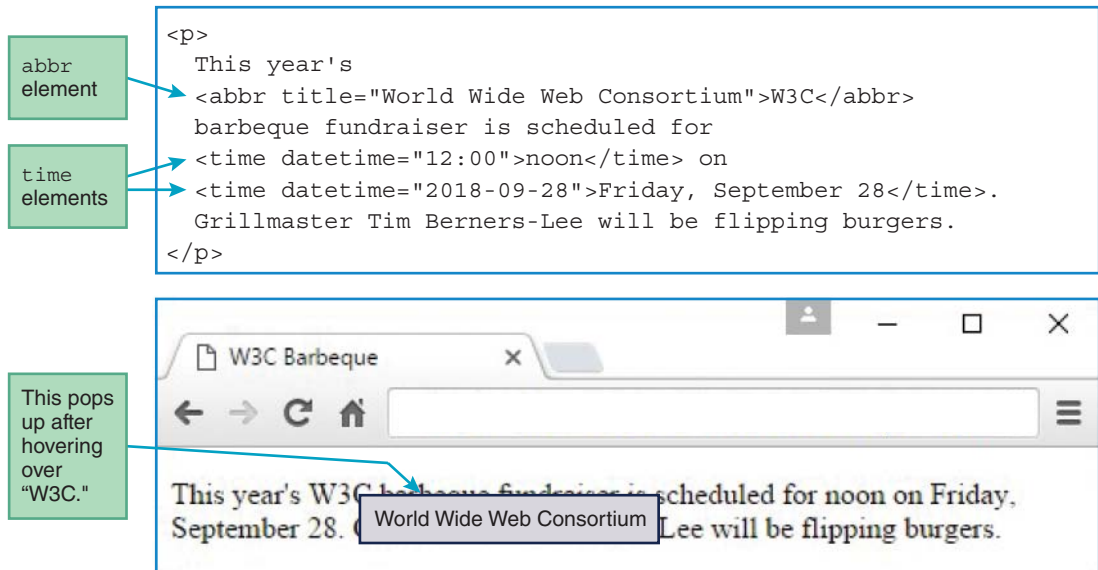 <p>
This year's
<abbr title="World Wide Web Consortium">W3C</abbr>
barbeque fundraiser is scheduled for
<time datetime="12:00">noon</time> on
<time datetime="2018-09-28">Friday, September 28</time>.
Grillmaster Tim Berners-Lee will be flipping burgers.
</p>
abbr
element
time
elements
W3C Barbeque
This pops
up after
hovering
over
“W3C."
This year's W3C barbeque fundraiser is scheduled for noon on Friday,
September 28. Lee will be flipping burgers.
World Wide Web Consortium